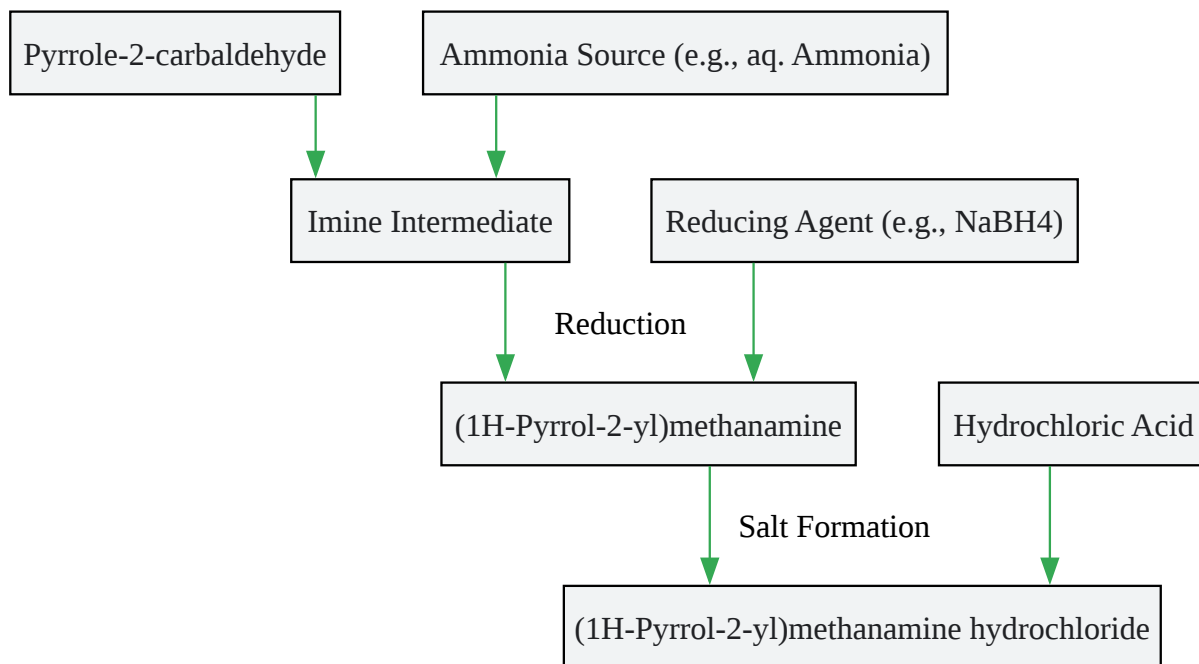 Pyrrole-2-carbaldehyde
Ammonia Source (e.g., aq. Ammonia)
Imine Intermediate
Reducing Agent (e.g., NaBH4)
Reduction
(1H-Pyrrol-2-yl)methanamine
Hydrochloric Acid
Salt Formation
(1H-Pyrrol-2-yl)methanamine hydrochloride